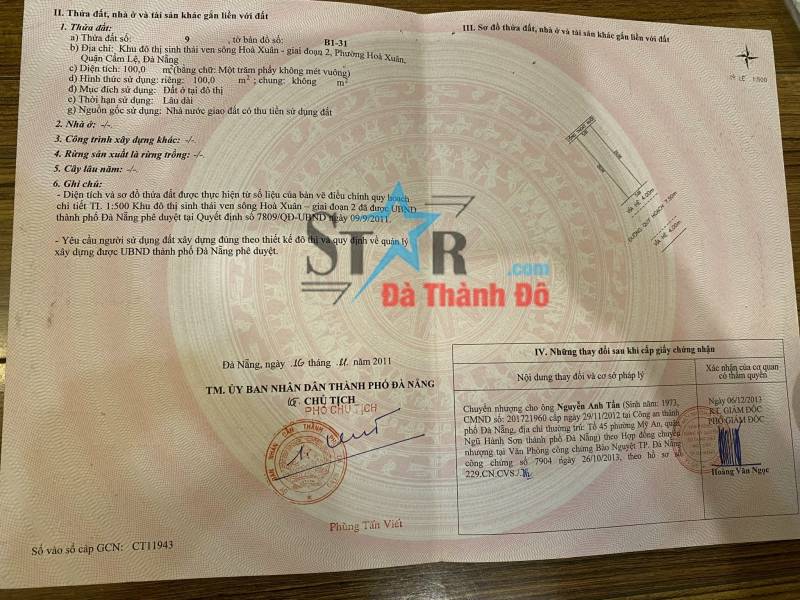 II. Thửa đất, nhà ở và tài sản khác gắn liền với đất
1. Thửa đất:
a) Thửa đất số: 9 , tờ bản đồ số: B1-31
b) Địa chỉ: Khu đô thị sinh thái ven sông Hoà Xuân - giai đoạn 2, Phường Hoà Xuân,
Quận Cẩm Lệ, Đà Nẵng
c) Diện tích: 100,0 m²(bằng chữ: Một trăm phẩy không mét vuông)
d) Hình thức sử dụng: riêng: 100,0 m² ; chung: không m²
đ) Mục đích sử dụng: Đất ở tại đô thị
e) Thời hạn sử dụng: Lâu dài
g) Nguồn gốc sử dụng: Nhà nước giao đất có thu tiền sử dụng đất
2. Nhà ở: -/-
3. Công trình xây dựng khác: -/-
4. Rừng sản xuất là rừng trồng: -/-
5. Cây lâu năm: -/-
6. Ghi chú:
- Diện tích và sơ đồ thửa đất được thực hiện từ số liệu của bản vẽ điều chỉnh quy hoạch
chi tiết TL 1:500 Khu đô thị sinh thái ven sông Hoà Xuân – giai đoạn 2 đã được UBND
thành phố Đà Nẵng phê duyệt tại Quyết định số 7809/QĐ-UBND ngày 09/9/2011.
- Yêu cầu người sử dụng đất xây dựng đúng theo thiết kế đô thị và quy định về quản lý
xây dựng được UBND thành phố Đà Nẵng phê duyệt.
Đà Nẵng, ngày 16 tháng 11 năm 2011
TM. ỦY BAN NHÂN DÂN THÀNH PHỐ ĐÀ NẴNG
CHỦ TỊCH
PHÓ CHỦ TỊCH
Phùng Tấn Viết
Số vào sổ cấp GCN: CT11943
III. Sơ đồ thửa đất, nhà ở và tài sản khác gắn liền với đất
TỶ LỆ 1:500
VỈA HÈ 4.00m
ĐƯỜNG QUY HOẠCH 7.50m
VỈA HÈ 4.00m
STAR
.com
Đà Thành Đô
IV. Những thay đổi sau khi cấp giấy chứng nhận
Nội dung thay đổi và cơ sở pháp lý
Xác nhận của cơ quan
có thẩm quyền
Chuyển nhượng cho ông Nguyễn Anh Tấn (Sinh năm: 1973,
CMND số: 201721960 cấp ngày 29/11/2012 tại Công an thành
phố Đà Nẵng, địa chỉ thường trú: Tổ 45 phường Mỹ An, quận
Ngũ Hành Sơn thành phố Đà Nẵng) theo Hợp đồng chuyển
nhượng tại Văn Phòng công chứng Bảo Nguyệt TP. Đà Nẵng
công chứng số 7904 ngày 26/10/2013, theo hồ sơ số
229.CN.CVS./.
Ngày 06/12/2013
KT. GIÁM ĐỐC
PHÓ GIÁM ĐỐC
Hoàng Văn Ngọc